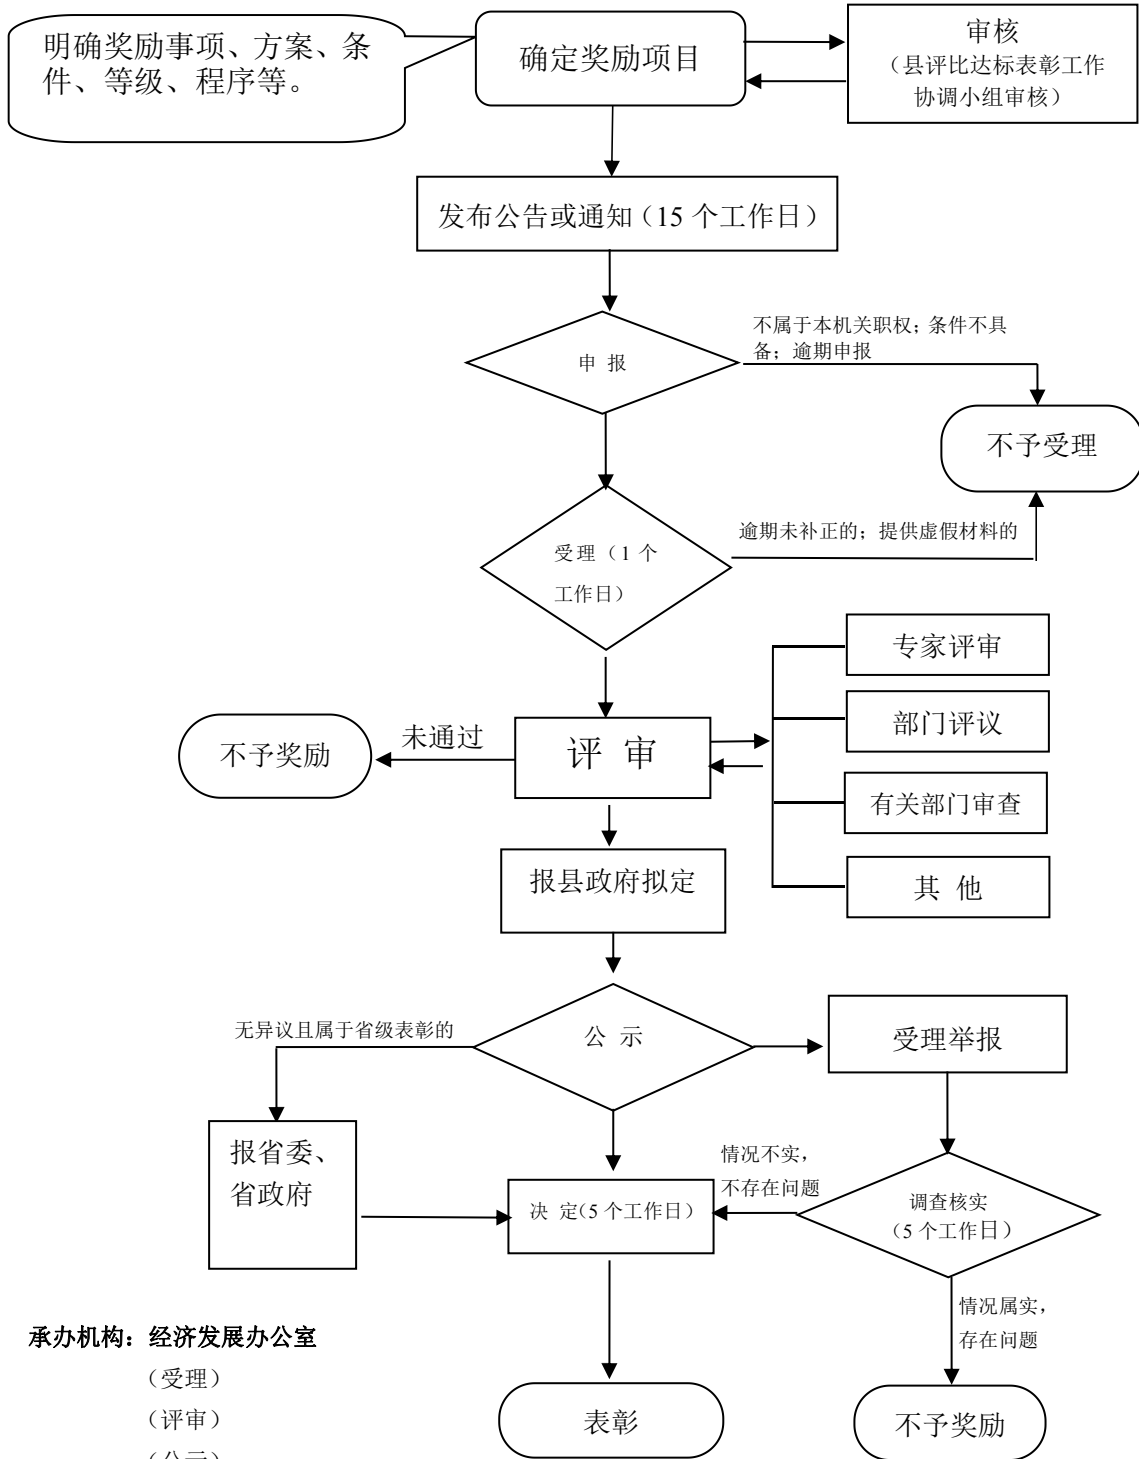 明确奖励事项、方案、条
件、等级、程序等。
确定奖励项目
审核
（县评比达标表彰工作
协调小组审核）
发布公告或通知（15 个工作日）
申 报
不属于本机关职权；条件不具
备；逾期申报
不予受理
受理（1 个
工作日）
逾期未补正的；提供虚假材料的
专家评审
部门评议
有关部门审查
其 他
评 审
未通过
不予奖励
报县政府拟定
公 示
无异议且属于省级表彰的
受理举报
报省委、
省政府
决 定（5 个工作日）
情况不实，
不存在问题
调查核实
（5 个工作日）
情况属实，
存在问题
承办机构：经济发展办公室
（受理）
（评审）
（公示）
表彰
不予奖励